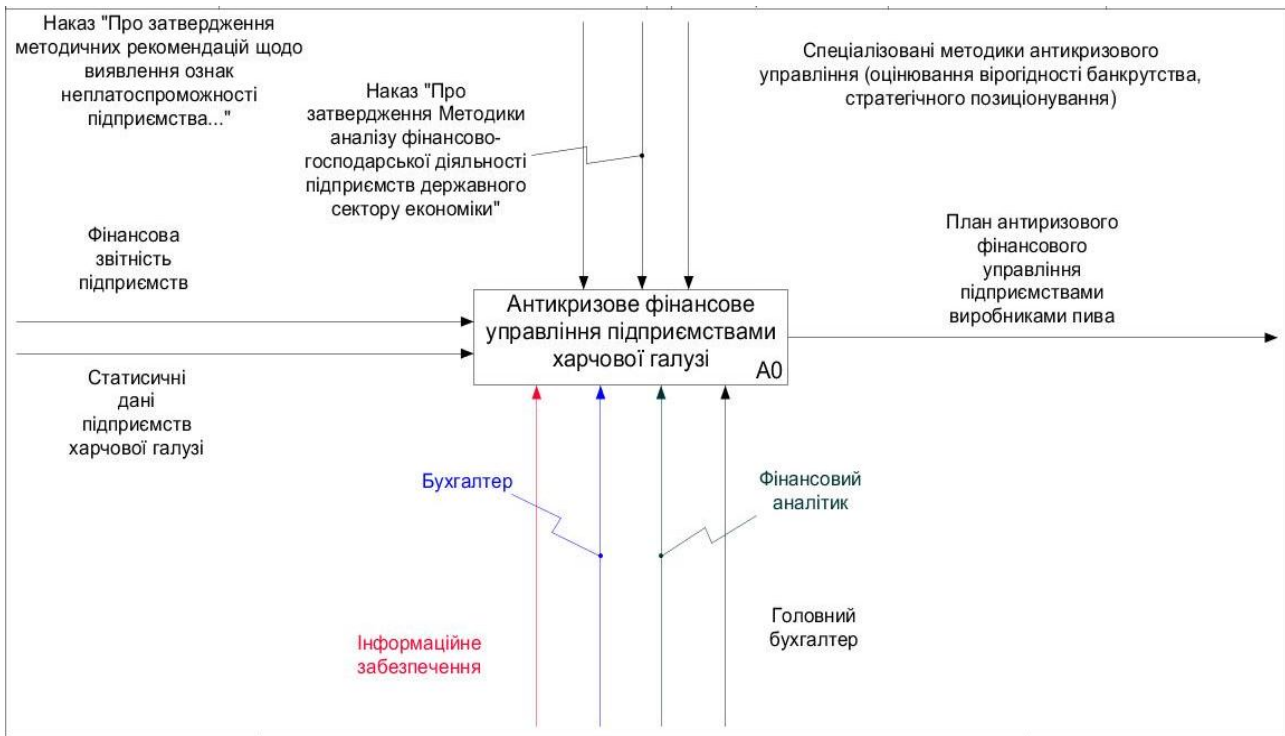 Наказ "Про затвердження
методичних рекомендацій щодо
виявлення ознак
неплатоспроможності
підприємства..."
Наказ "Про
затвердження Методики
аналізу фінансово-
господарської діяльності
підприємств державного
сектору економіки"
Спеціалізовані методики антикризового
управління (оцінювання вірогідності банкрутства,
стратегічного позиціонування)
Фінансова
звітність
підприємств
План антиризового
фінансового
управління
підприємствами
виробниками пива
Антикризове фінансове
управління підприємствами
харчової галузі
A0
Статисичні
дані
підприємств
харчової галузі
Бухгалтер
Фінансовий
аналітик
Інформаційне
забезпечення
Головний
бухгалтер